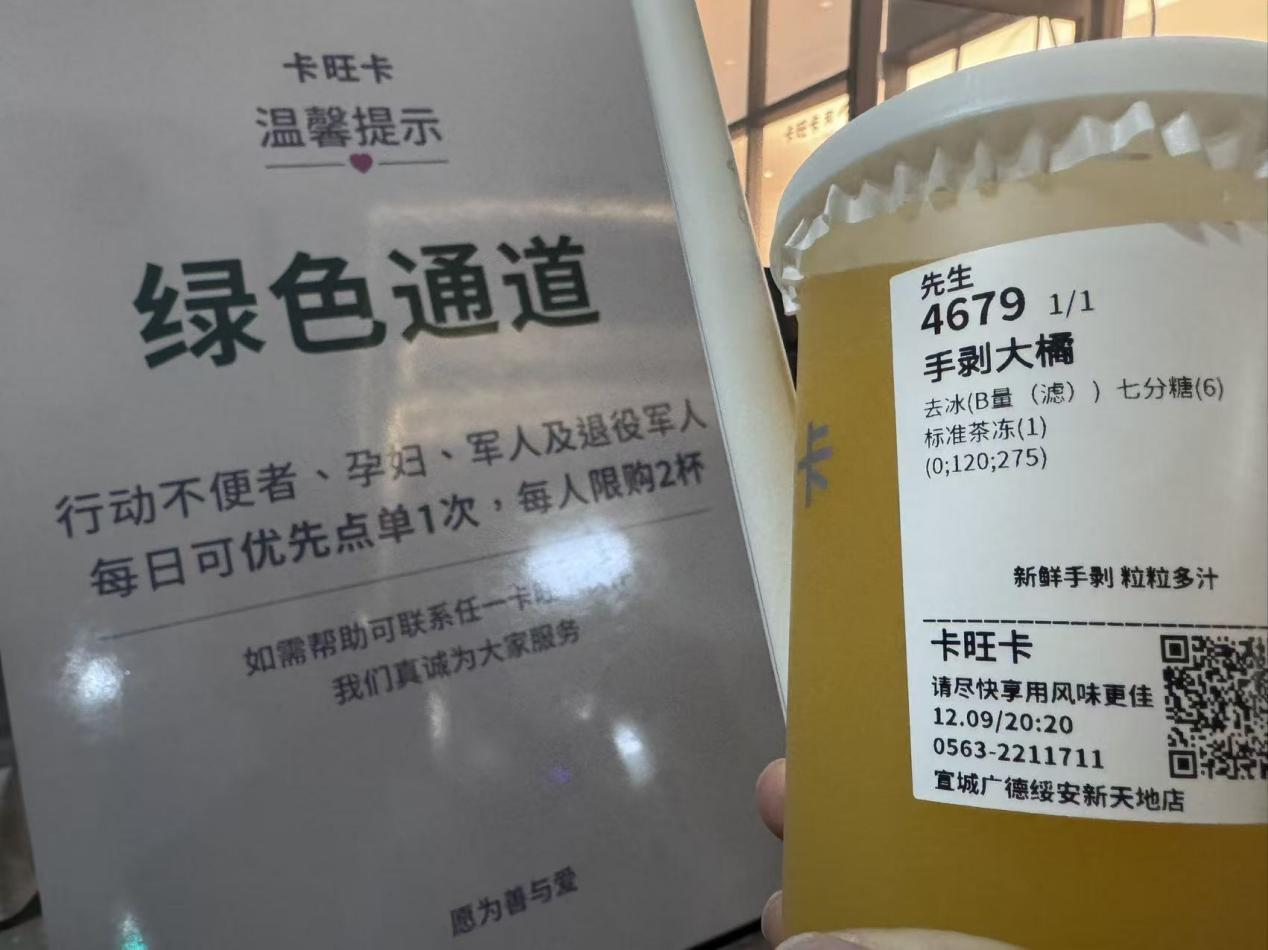 卡旺卡
温馨提示
绿色通道
行动不便者、孕妇、军人及退役军人
每日可优先点单1次，每人限购2杯
如需帮助可联系任一卡旺
我们真诚为大家服务
愿为善与爱
卡旺卡
卡
先生
4679 1/1
手剥大橘
去冰(B量（滤）) 七分糖(6)
标准茶冻(1)
(0;120;275)
新鲜手剥 粒粒多汁
卡旺卡
请尽快享用风味更佳
12.09/20:20
0563-2211711
宣城广德绥安新天地店